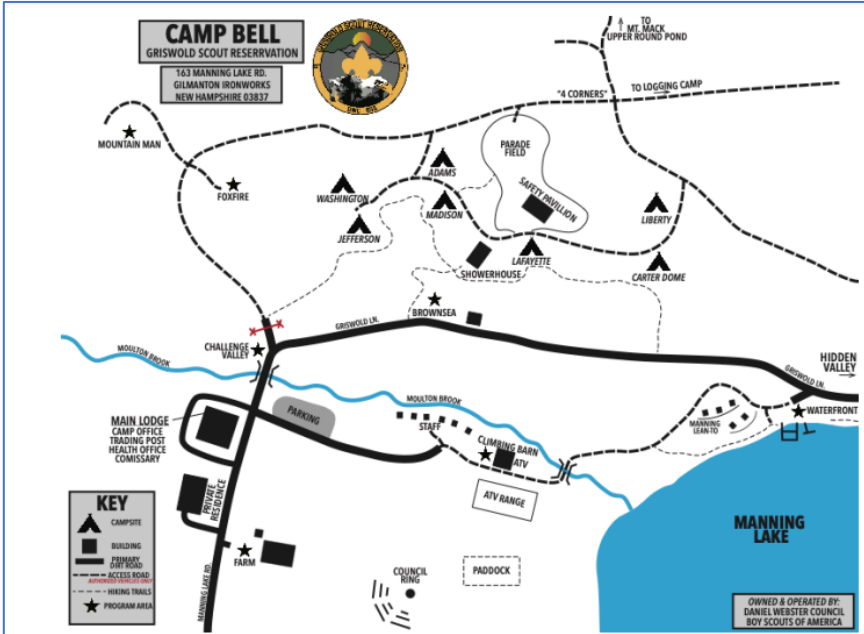 CAMP BELL
GRISWOLD SCOUT RESERRVATION
163 MANNING LAKE RD.
GILMANTON IRONWORKS
NEW HAMPSHIRE 03837
TO
MT. MACK
UPPER ROUND POND
"4 CORNERS"
TO LOGGING CAMP
MOUNTAIN MAN
FOXFIRE
WASHINGTON
ADAMS
PARADE
FIELD
SAFETY PAVILLION
JEFFERSON
MADISON
LIBERTY
SHOWERHOUSE
LAFAYETTE
CARTER DOME
BROWNSEA
GRISWOLD LN.
CHALLENGE
VALLEY
MOULTON BROOK
GRISWOLD LN.
HIDDEN
VALLEY
MAIN LODGE
CAMP OFFICE
TRADING POST
HEALTH OFFICE
COMISSARY
PARKING
MOULTON BROOK
STAFF
CLIMBING BARN
ATV
MANNING
LEAN-TO
WATERFRONT
ATV RANGE
PRIVATE
RESIDENCE
FARM
MANNING LAKE RD.
COUNCIL
RING
PADDOCK
MANNING
LAKE
KEY
CAMPSITE
BUILDING
PRIMARY
DIRT ROAD
ACCESS ROAD
AUTHORIZED VEHICLES ONLY
HIKING TRAILS
PROGRAM AREA
OWNED & OPERATED BY:
DANIEL WEBSTER COUNCIL
BOY SCOUTS OF AMERICA